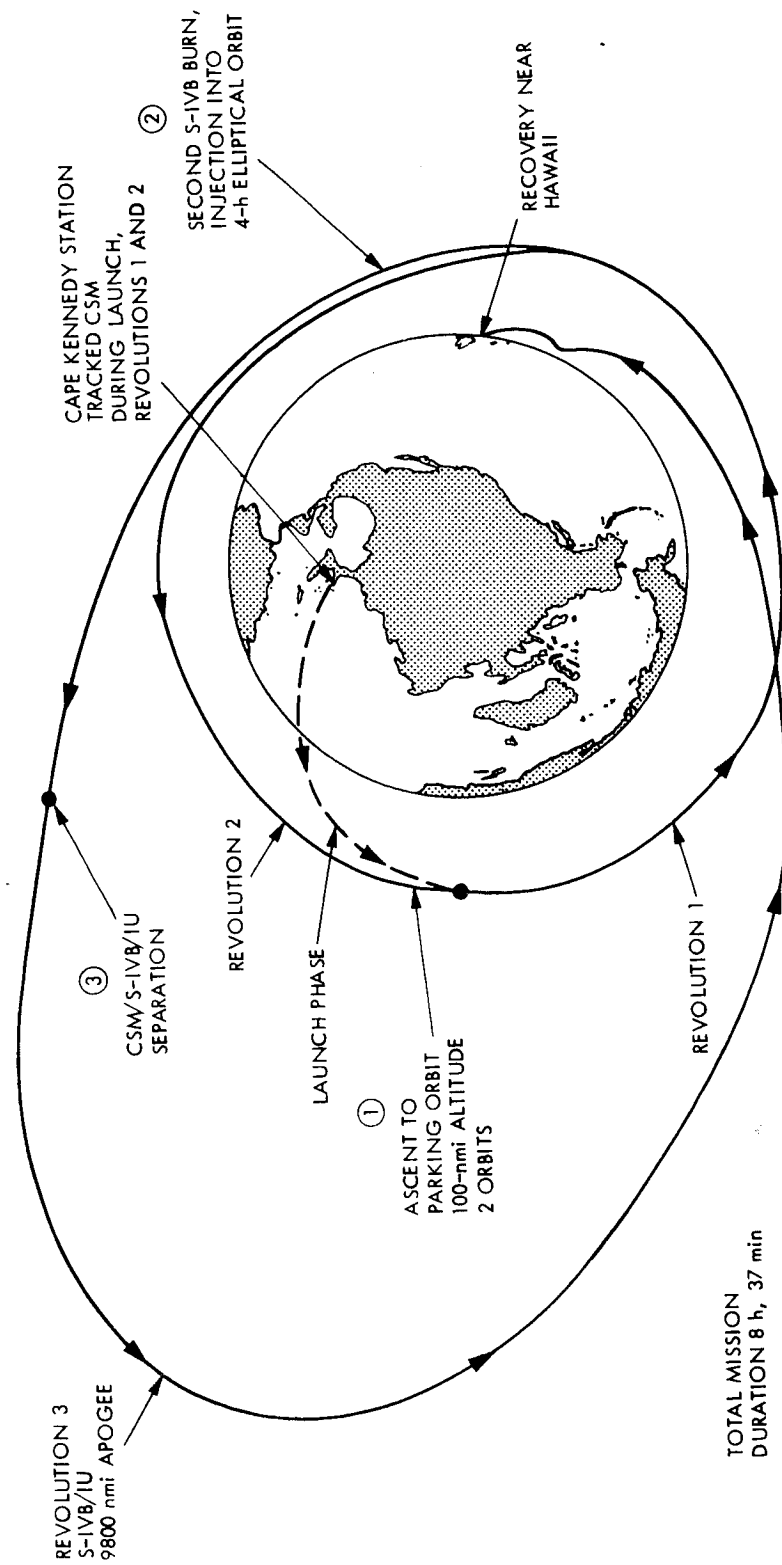 REVOLUTION 3
S-IVB/IU
9800 nmi APOGEE
③
CSM/S-IVB/IU
SEPARATION
CAPE KENNEDY STATION
TRACKED CSM
DURING LAUNCH,
REVOLUTIONS 1 AND 2
②
SECOND S-IVB BURN,
INJECTION INTO
4-h ELLIPTICAL ORBIT
REVOLUTION 2
LAUNCH PHASE
①
ASCENT TO
PARKING ORBIT
100-nmi ALTITUDE
2 ORBITS
RECOVERY NEAR
HAWAII
REVOLUTION 1
TOTAL MISSION
DURATION 8 h, 37 min